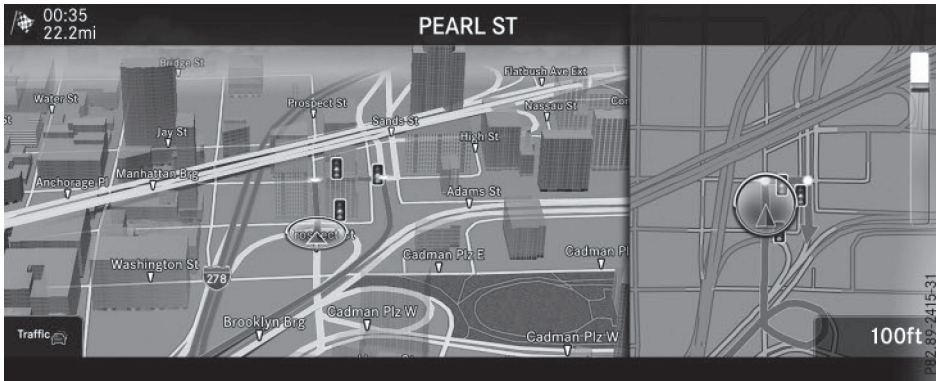 00:35
22.2mi
PEARL ST
Bridge St
Flatbush Ave Ext
Water St
Prospect St
Nassau St
Sands St
Jay St
High St
Anchorage Pl
Manhattan Brg
Adams St
Washington St
278
Cadman Plz E
Cadman Pl
Brooklyn Brg
Cadman Plz W
Cadman Plz W
Traffic
100ft
P82.89-2415-31